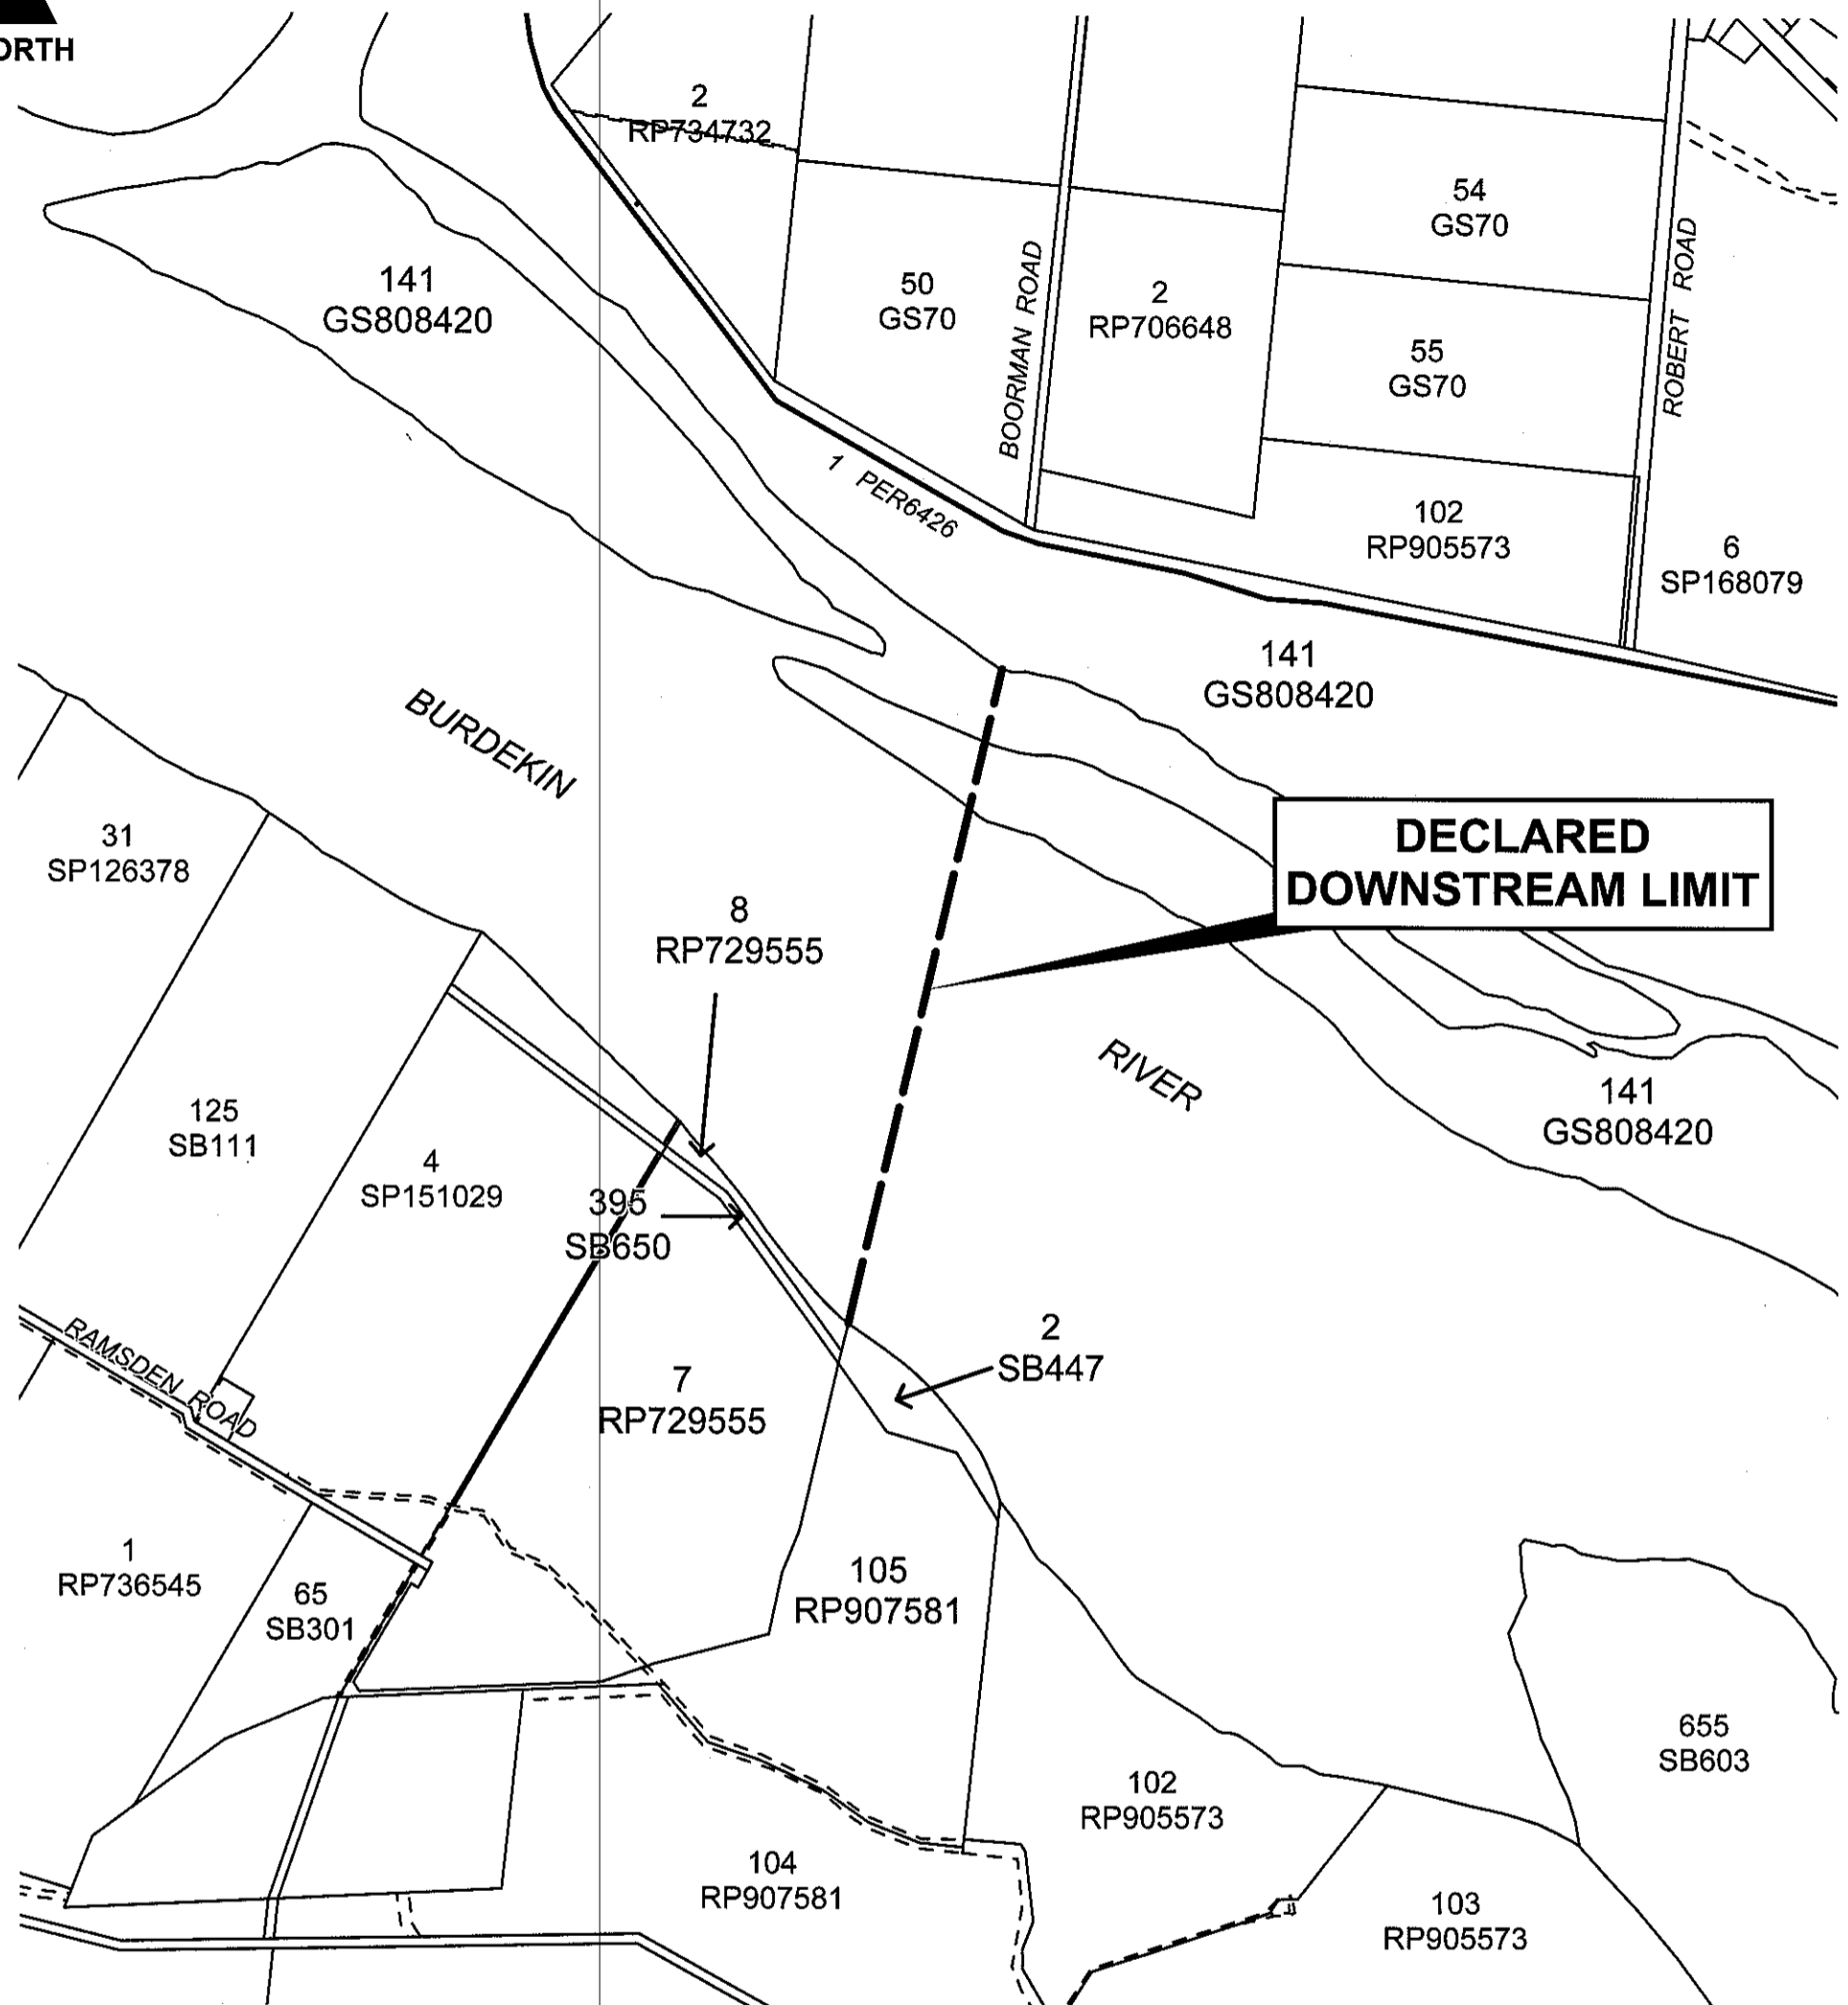 ORTH
2
RP734732
54
GS70
50
GS70
BOORMAN ROAD
2
RP706648
ROBERT ROAD
141
GS808420
55
GS70
1 PER6426
102
RP905573
6
SP168079
141
GS808420
BURDEKIN
DECLARED
DOWNSTREAM LIMIT
31
SP126378
8
RP729555
RIVER
141
GS808420
125
SB111
4
SP151029
395
SB650
2
SB447
RAMSDEN ROAD
7
RP729555
1
RP736545
65
SB301
105
RP907581
655
SB603
102
RP905573
104
RP907581
103
RP905573